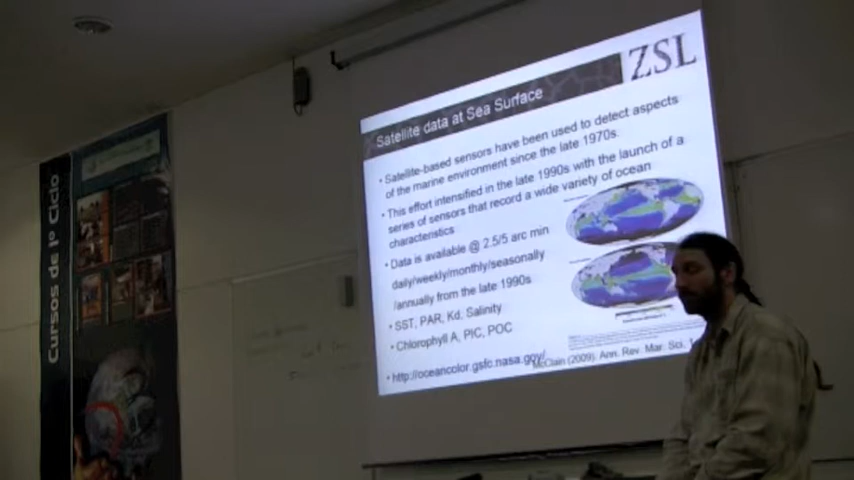 Cursos de 1º Ciclo
ZSL
Satellite data at Sea Surface
• Satellite-based sensors have been used to detect aspects
of the marine environment since the late 1970s.
• This effort intensified in the late 1990s with the launch of a
series of sensors that record a wide variety of ocean
characteristics
• Data is available @ 2.5/5 arc min
daily/weekly/monthly/seasonally
/annually from the late 1990s
• SST, PAR, Kd, Salinity
• Chlorophyll A, PIC, POC
• http://oceancolor.gsfc.nasa.gov/
McClain (2009). Ann. Rev. Mar. Sci.